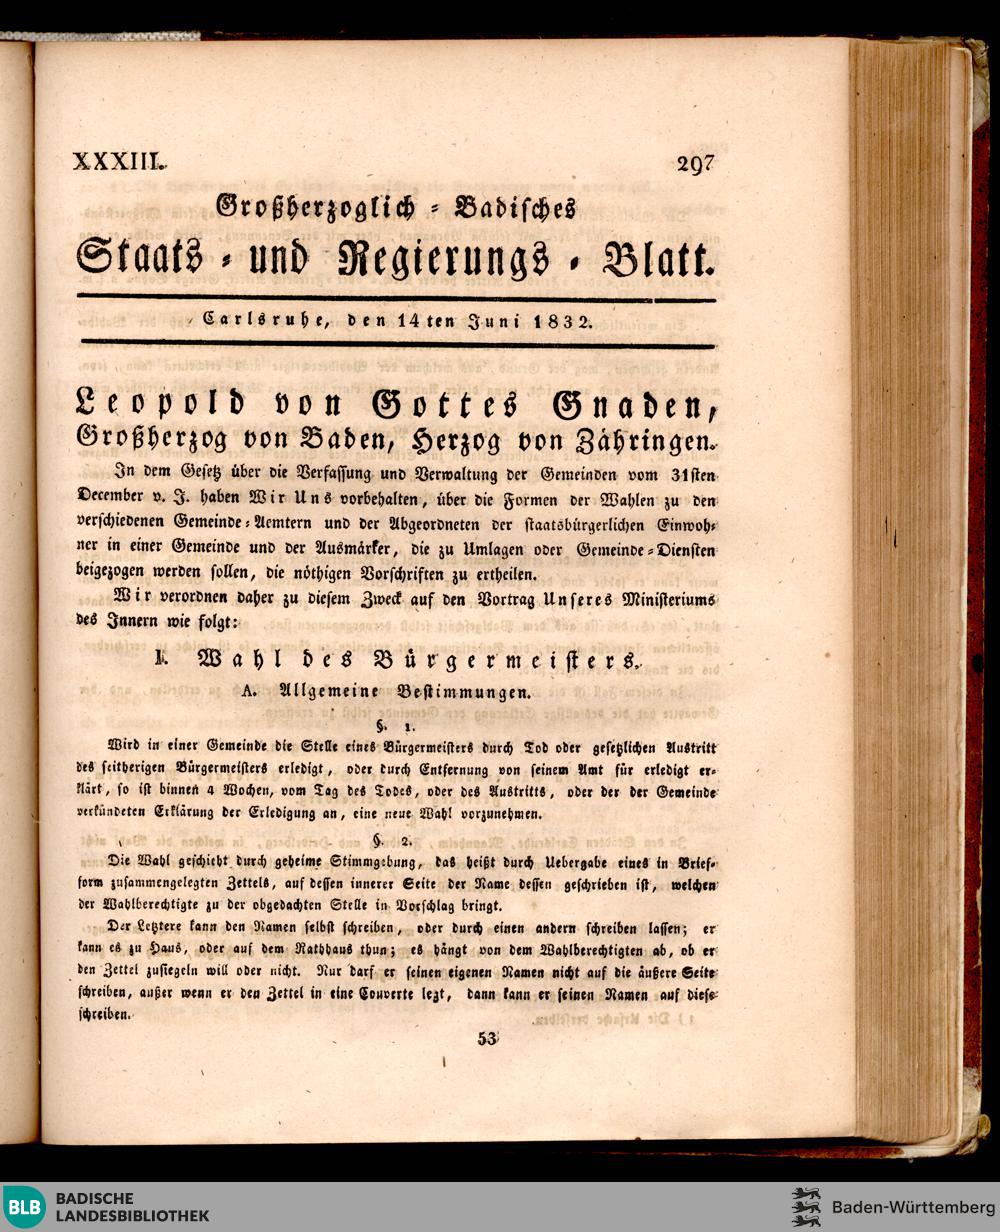 XXXIII. 297
Großherzoglich - Badisches
Staats - und Regierungs - Blatt.
Carlsruhe, den 14ten Juni 1832.
Leopold von Gottes Gnaden,
Großherzog von Baden, Herzog von Zähringen.
In dem Gesetz über die Verfassung und Verwaltung der Gemeinden vom 31sten
December v. J. haben Wir Uns vorbehalten, über die Formen der Wahlen zu den
verschiedenen Gemeinde-Aemtern und der Abgeordneten der staatsbürgerlichen Einwoh-
ner in einer Gemeinde und der Ausmärker, die zu Umlagen oder Gemeinde-Diensten
beigezogen werden sollen, die nöthigen Vorschriften zu ertheilen.
Wir verordnen daher zu diesem Zweck auf den Vortrag Unseres Ministeriums
des Innern wie folgt:
I. Wahl des Bürgermeisters.
A. Allgemeine Bestimmungen.
§. 1.
Wird in einer Gemeinde die Stelle eines Bürgermeisters durch Tod oder gesetzlichen Austritt
des seitherigen Bürgermeisters erledigt, oder durch Entfernung von seinem Amt für erledigt er-
klärt, so ist binnen 4 Wochen, vom Tag des Todes, oder des Austritts, oder der der Gemeinde
verkündeten Erklärung der Erledigung an, eine neue Wahl vorzunehmen.
§. 2.
Die Wahl geschieht durch geheime Stimmgebung, das heißt durch Uebergabe eines in Brief-
form zusammengelegten Zettels, auf dessen innerer Seite der Name dessen geschrieben ist, welchen
der Wahlberechtigte zu der obgedachten Stelle in Vorschlag bringt.
Der Letztere kann den Namen selbst schreiben, oder durch einen andern schreiben lassen; er
kann es zu Haus, oder auf dem Rathhaus thun; es hängt von dem Wahlberechtigten ab, ob er
den Zettel zusiegeln will oder nicht. Nur darf er seinen eigenen Namen nicht auf die äußere Seite
schreiben, außer wenn er den Zettel in eine Couverte legt, dann kann er seinen Namen auf diese
schreiben.
53
BLB BADISCHE
LANDESBIBLIOTHEK
Baden-Württemberg